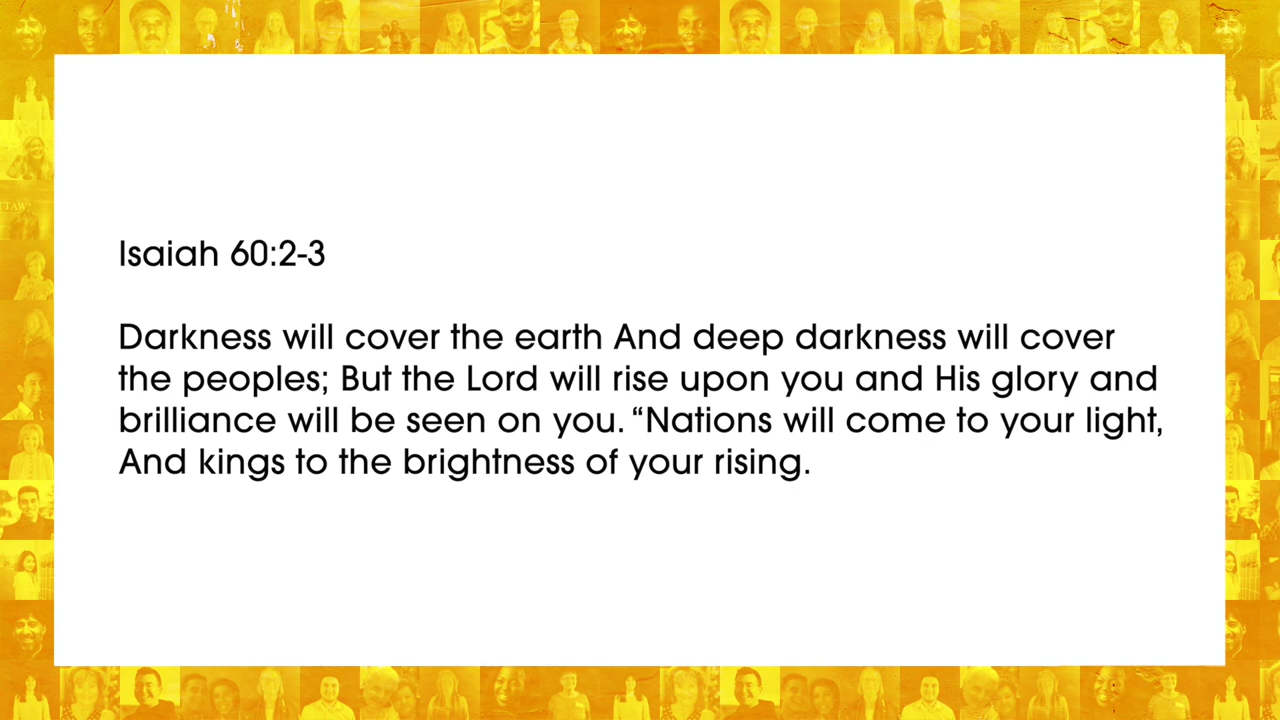 Isaiah 60:2-3
Darkness will cover the earth And deep darkness will cover
the peoples; But the Lord will rise upon you and His glory and
brilliance will be seen on you. “Nations will come to your light,
And kings to the brightness of your rising.